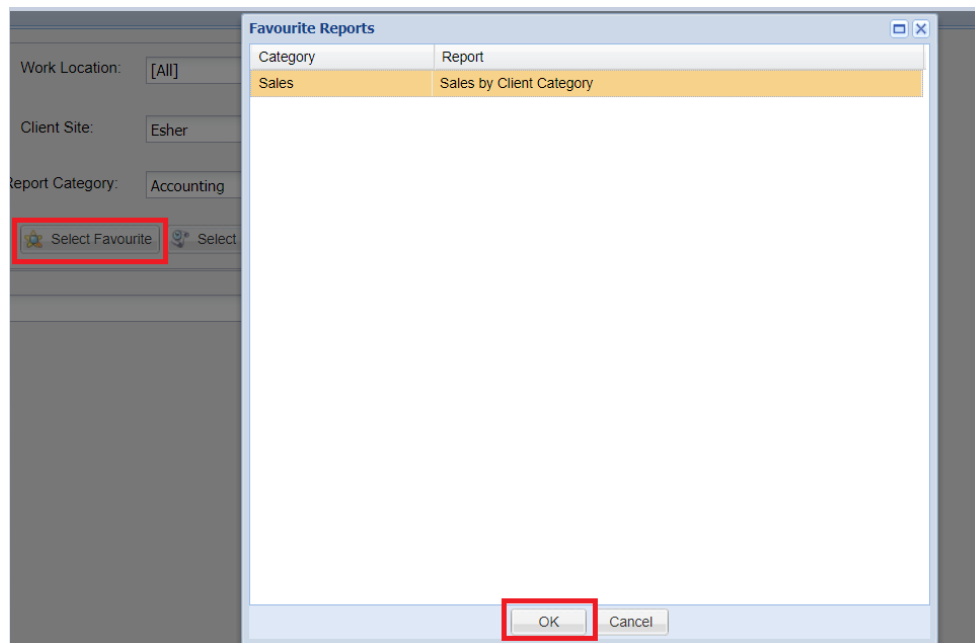 Favourite Reports
Category Report
Sales Sales by Client Category
Work Location: [All]
Client Site: Esher
Report Category: Accounting
Select Favourite Select
OK Cancel